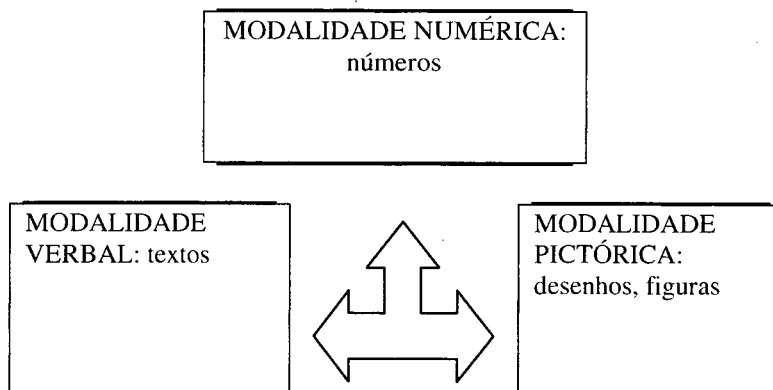 MODALIDADE NUMÉRICA:
números
MODALIDADE
VERBAL: textos
MODALIDADE
PICTÓRICA:
desenhos, figuras